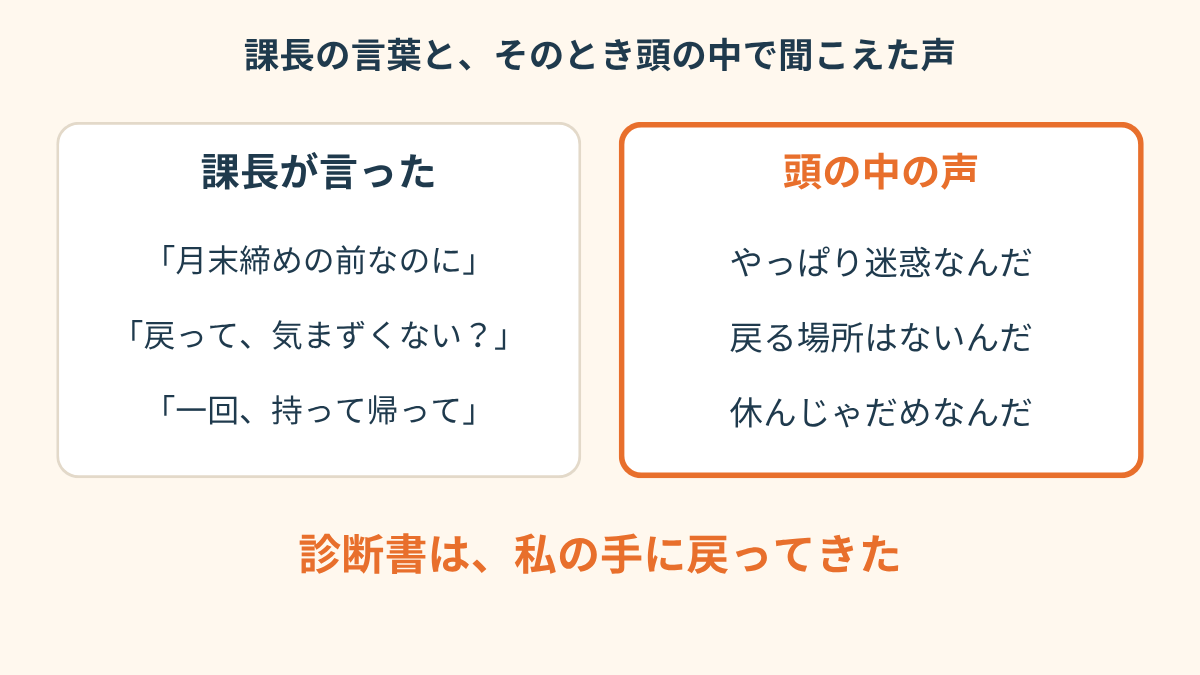 課長の言葉と、そのとき頭の中で聞こえた声
課長が言った
「月末締めの前なのに」
「戻って、気まずくない？」
「一回、持って帰って」
頭の中の声
やっぱり迷惑なんだ
戻る場所はないんだ
休んじゃだめなんだ
診断書は、私の手に戻ってきた